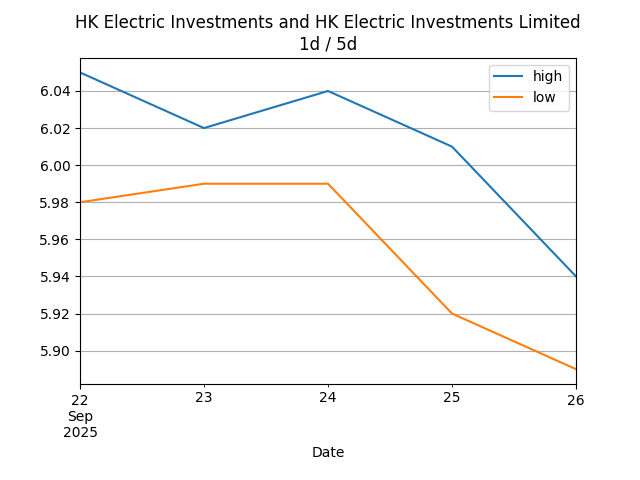 HK Electric Investments and HK Electric Investments Limited
1d / 5d
high
low
6.04
6.02
6.00
5.98
5.96
5.94
5.92
5.90
22
Sep
2025
23
24
25
26
Date